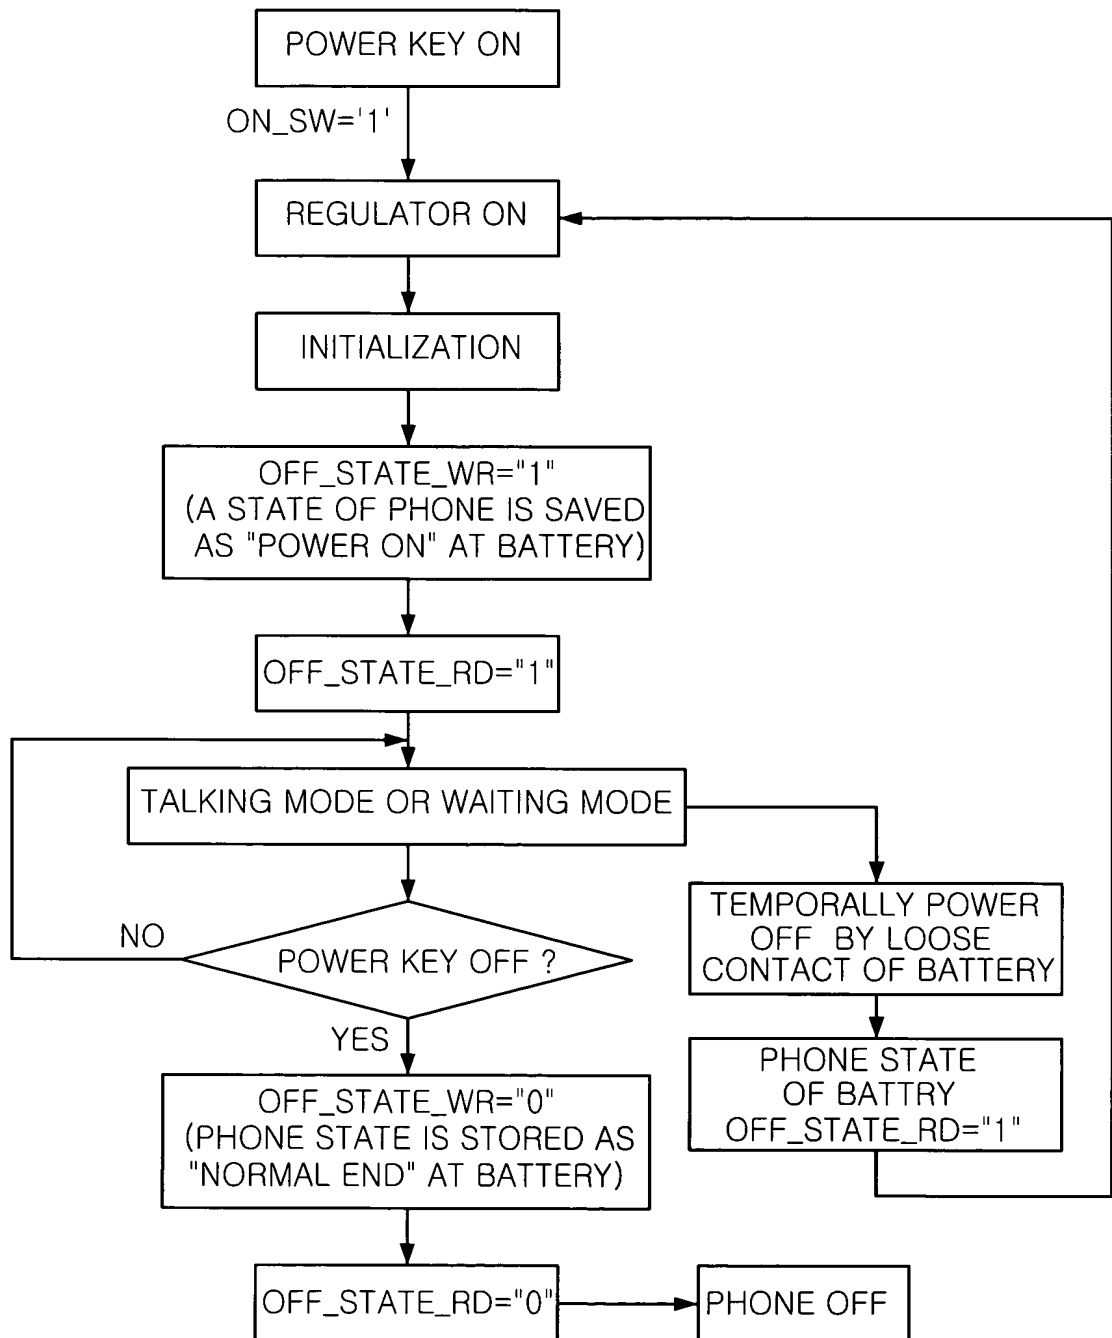 POWER KEY ON
ON_SW='1'
REGULATOR ON
INITIALIZATION
OFF_STATE_WR="1"
(A STATE OF PHONE IS SAVED
AS "POWER ON" AT BATTERY)
OFF_STATE_RD="1"
TALKING MODE OR WAITING MODE
NO
POWER KEY OFF ?
YES
TEMPORALLY POWER
OFF BY LOOSE
CONTACT OF BATTERY
PHONE STATE
OF BATTRY
OFF_STATE_RD="1"
OFF_STATE_WR="0"
(PHONE STATE IS STORED AS
"NORMAL END" AT BATTERY)
OFF_STATE_RD="0"
PHONE OFF